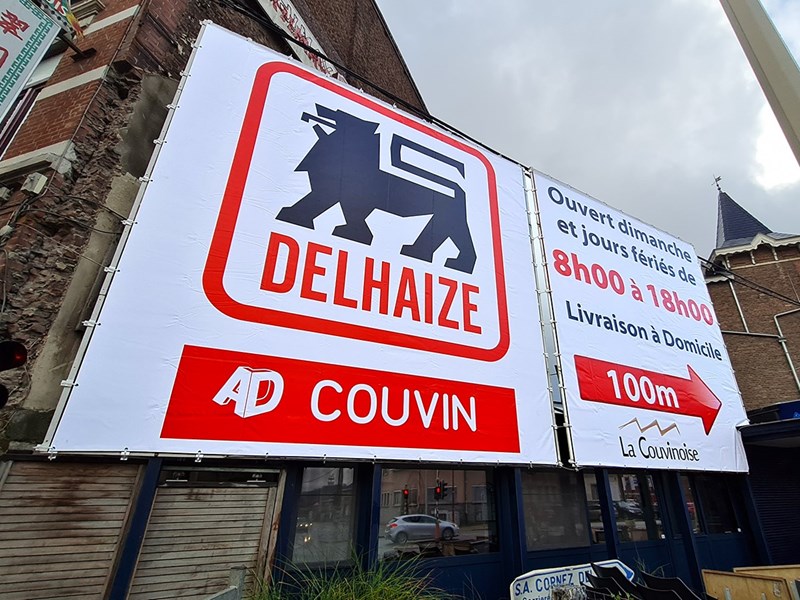 DELHAIZE
AD COUVIN
Ouvert dimanche
et jours fériés de
8h00 à 18h00
Livraison à Domicile
100m
La Couvinoise
S.A. CORNEZ